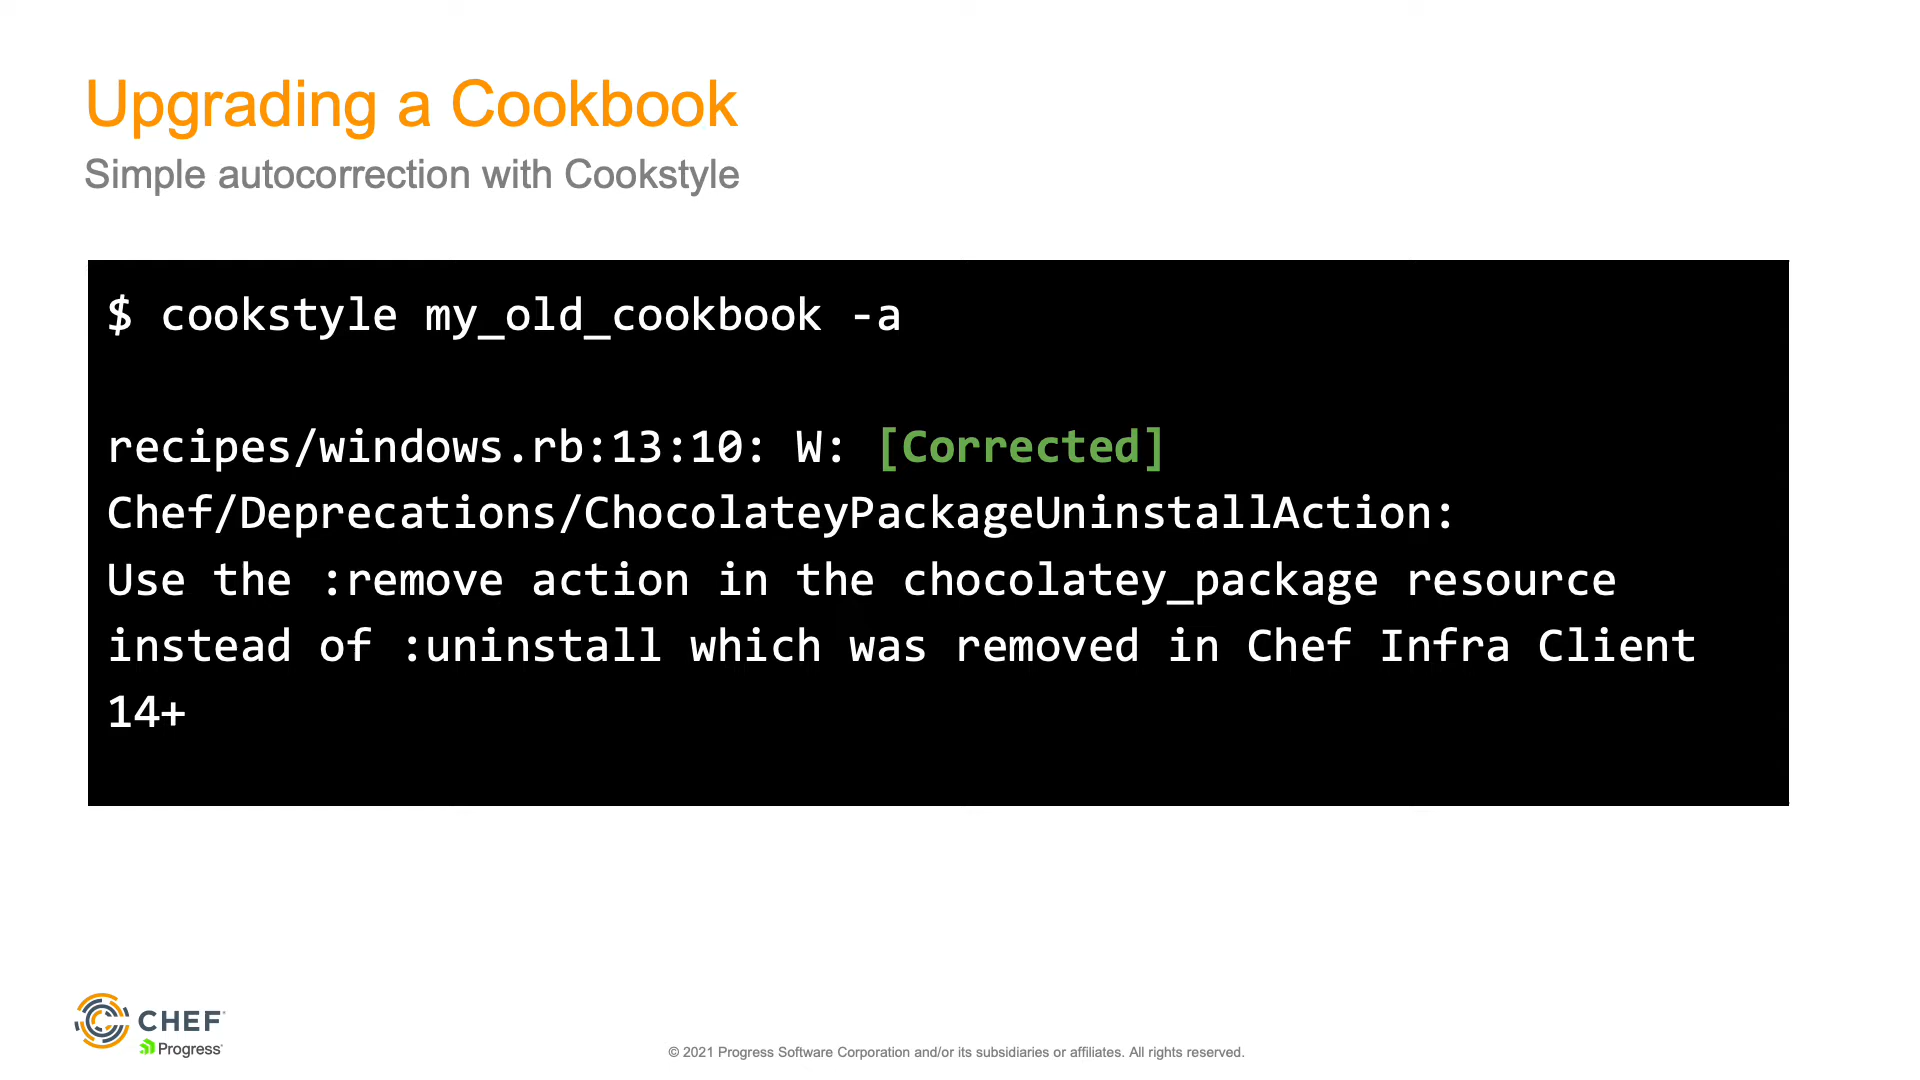 Upgrading a Cookbook
Simple autocorrection with Cookstyle
$ cookstyle my_old_cookbook -a
recipes/windows.rb:13:10: W: [Corrected]
Chef/Deprecations/ChocolateyPackageUninstallAction:
Use the :remove action in the chocolatey_package resource
instead of :uninstall which was removed in Chef Infra Client
14+
CHEF
Progress
© 2021 Progress Software Corporation and/or its subsidiaries or affiliates. All rights reserved.